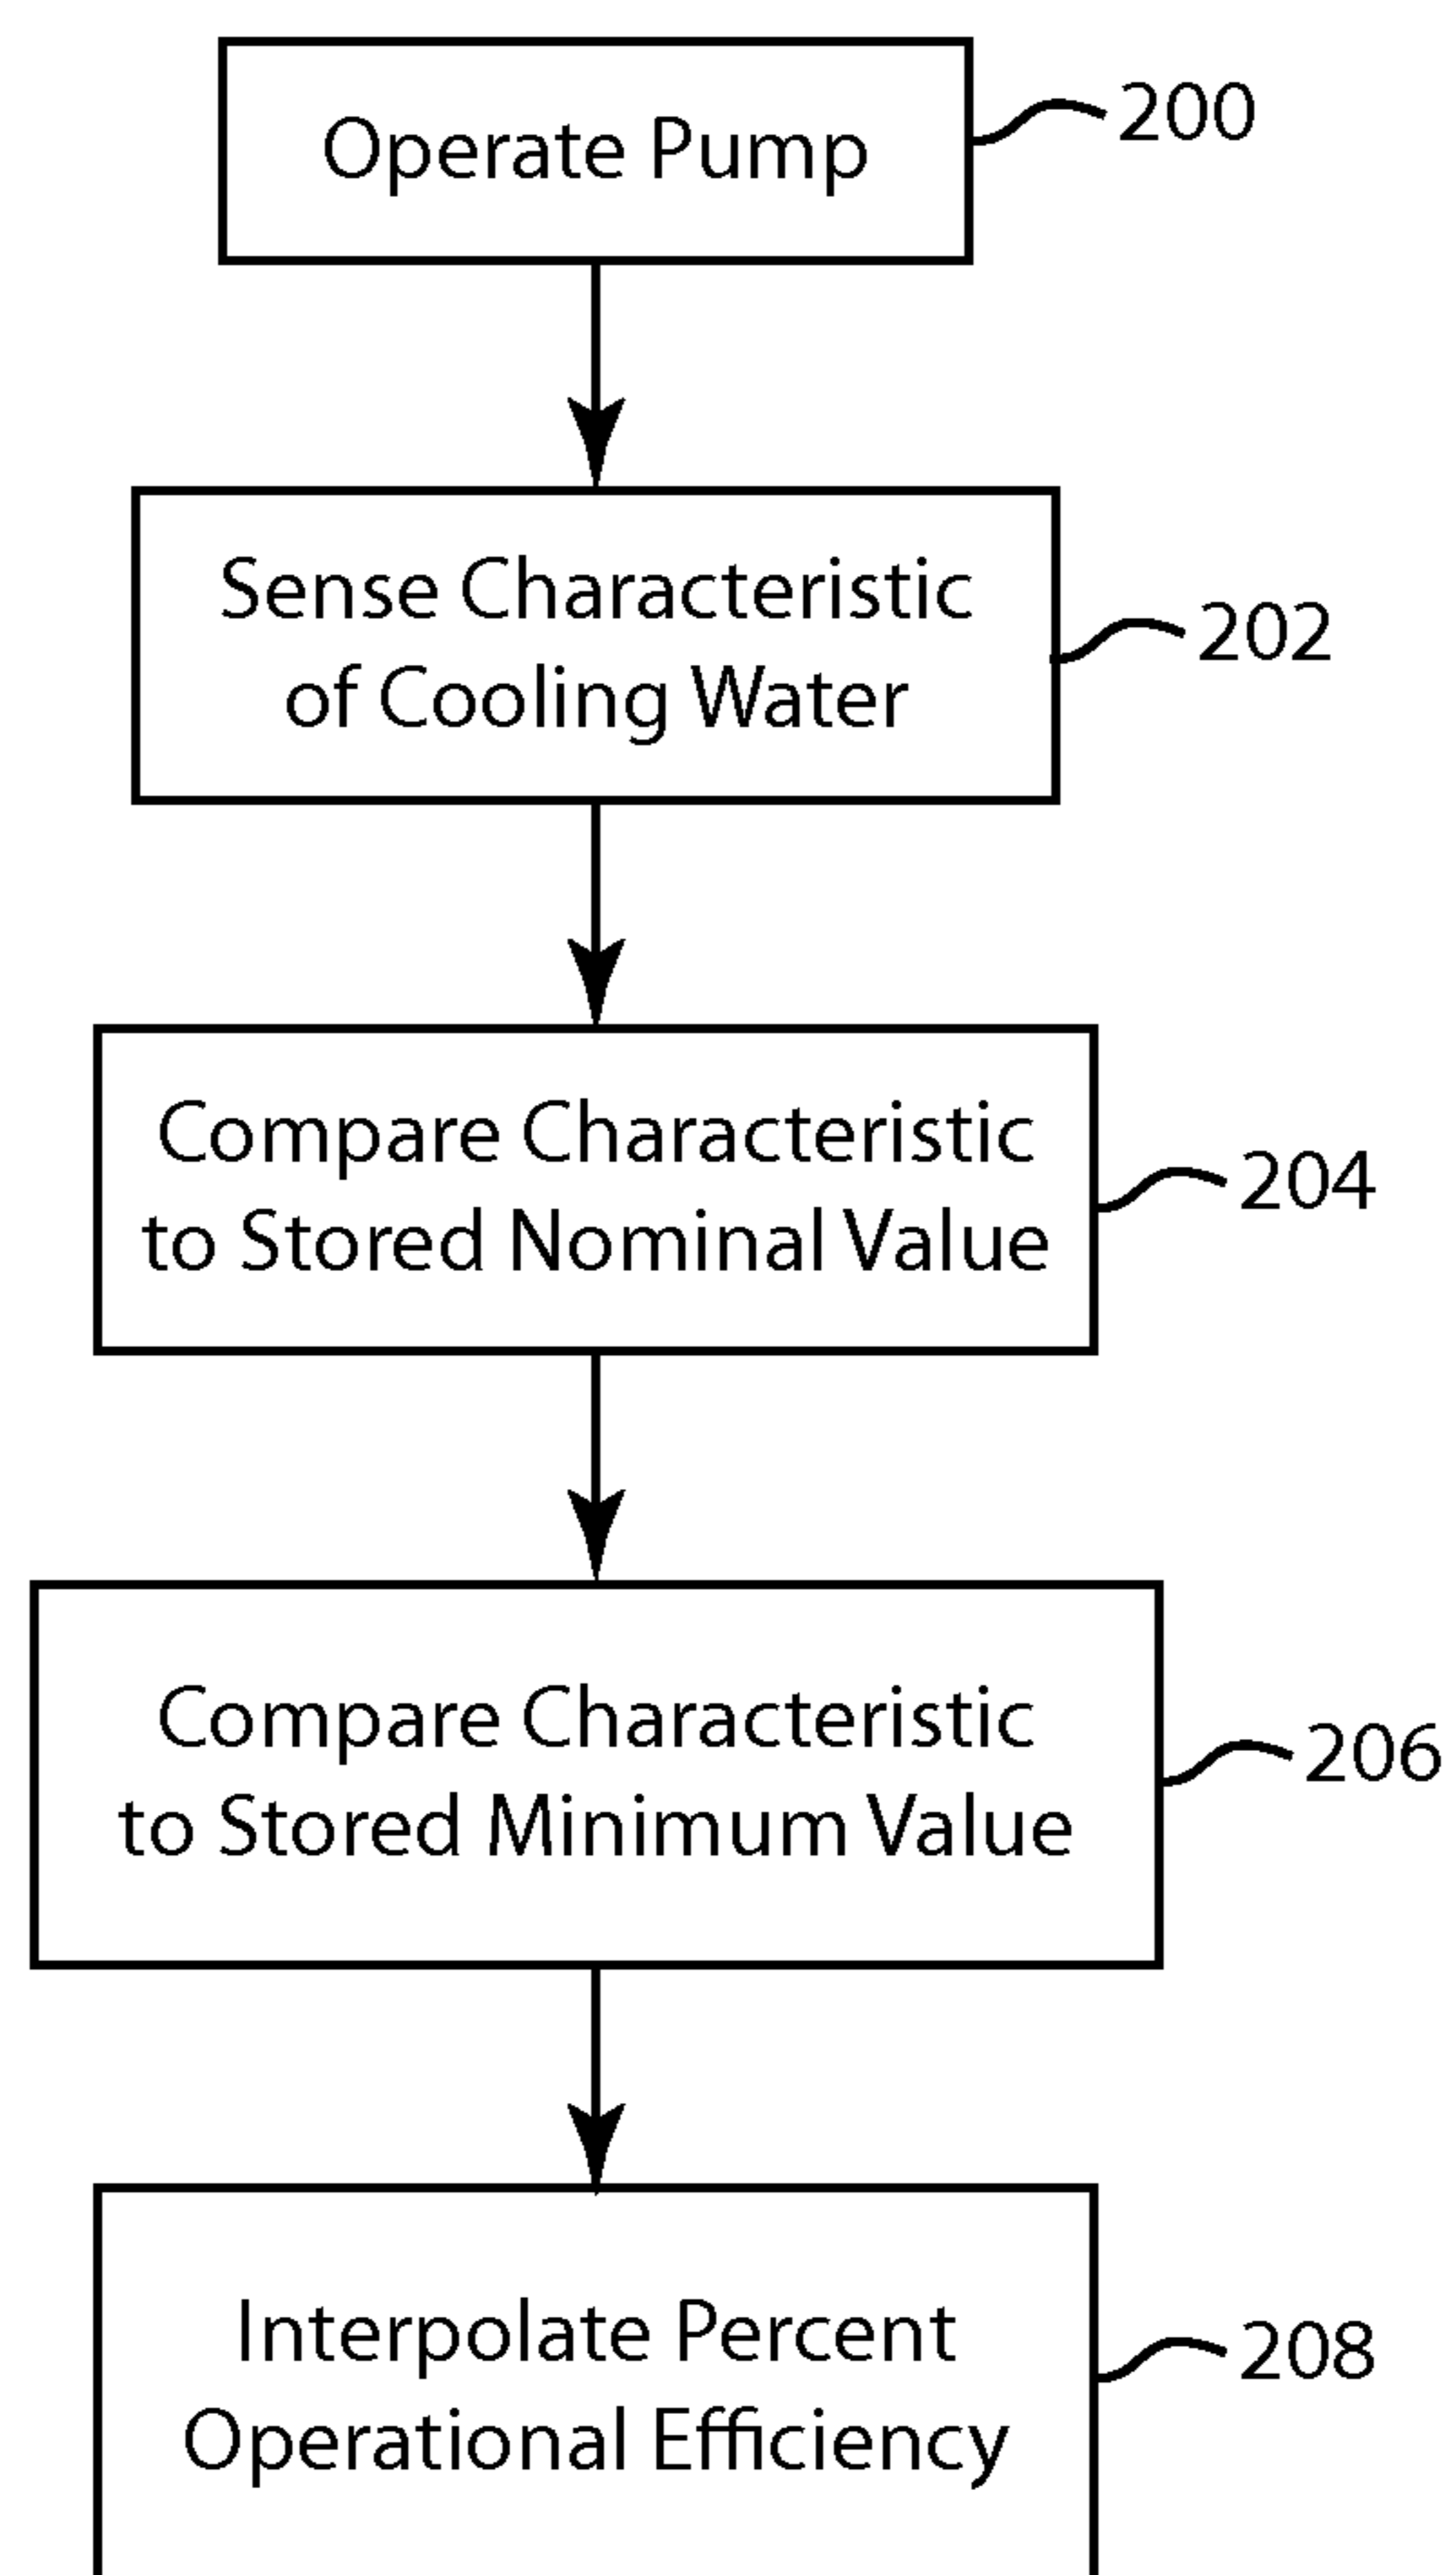 Operate Pump
200
Sense Characteristic
of Cooling Water
202
Compare Characteristic
to Stored Nominal Value
204
Compare Characteristic
to Stored Minimum Value
206
Interpolate Percent
Operational Efficiency
208